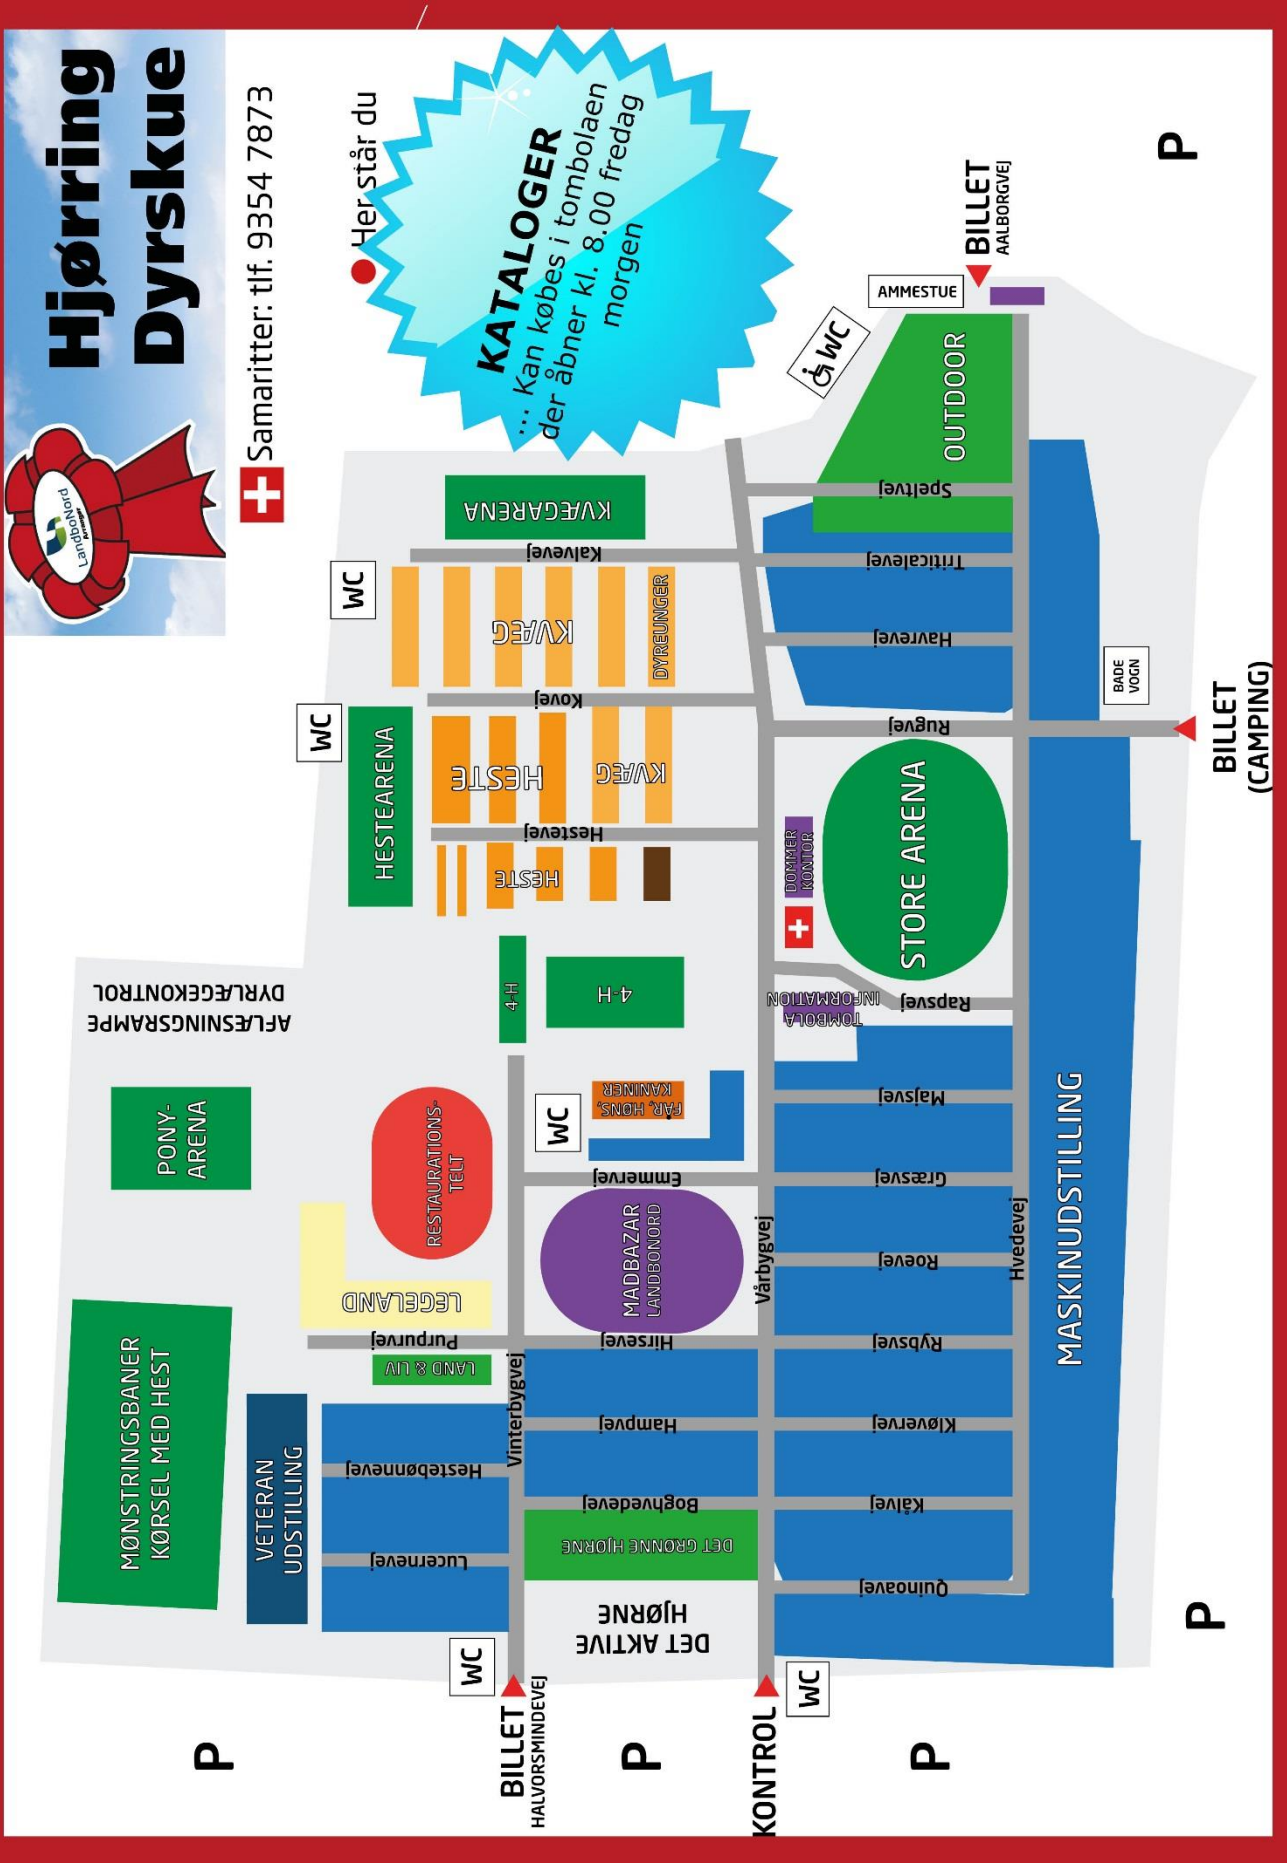 Hjørring
Dyrskue
LandboNord
Arrangør
Samaritter: tlf. 9354 7873
Her står du
KATALOGER
... Kan købes i tombolaen
der åbner kl. 8.00 fredag
morgen
P
BILLET
AALBORGVEJ
AMMESTUE
WC
OUTDOOR
Speltvej
Triticalevej
Havrevej
Rugvej
BADE
VOGN
BILLET
(CAMPING)
KVÆGARENA
Kalvevej
WC
KVÆG
DYREUNGER
Kovej
WC
HESTEARENA
HESTE
KVÆG
Hestevej
HESTE
DOMMER
KONTOR
STORE ARENA
TOMBOLA
INFORMATION
Rapsvej
4-H
4-H
AFLÆSNINGSRAMPE
DYRLÆGEKONTROL
PONY-
ARENA
RESTAURATIONS-
TELT
WC
FÅR, HØNS,
KANINER
Emmervej
Majsvej
Græsvej
MASKINUDSTILLING
LEGELAND
MADBAZAR
LANDBONORD
Vårbygvej
Roevej
Hvedevej
Purpurvej
Hirsevej
Rybsvej
LAND & LIV
Vinterbygvej
MØNSTRINGSBANER
KØRSEL MED HEST
VETERAN
UDSTILLING
Hestebønnevej
Hampvej
Kløvervej
Lucernevej
Boghvedevej
Kålvej
DET GRØNNE HJØRNE
Quinoavej
DET AKTIVE
HJØRNE
WC
WC
P
BILLET
HALVORSMINDEVEJ
P
KONTROL
P
P